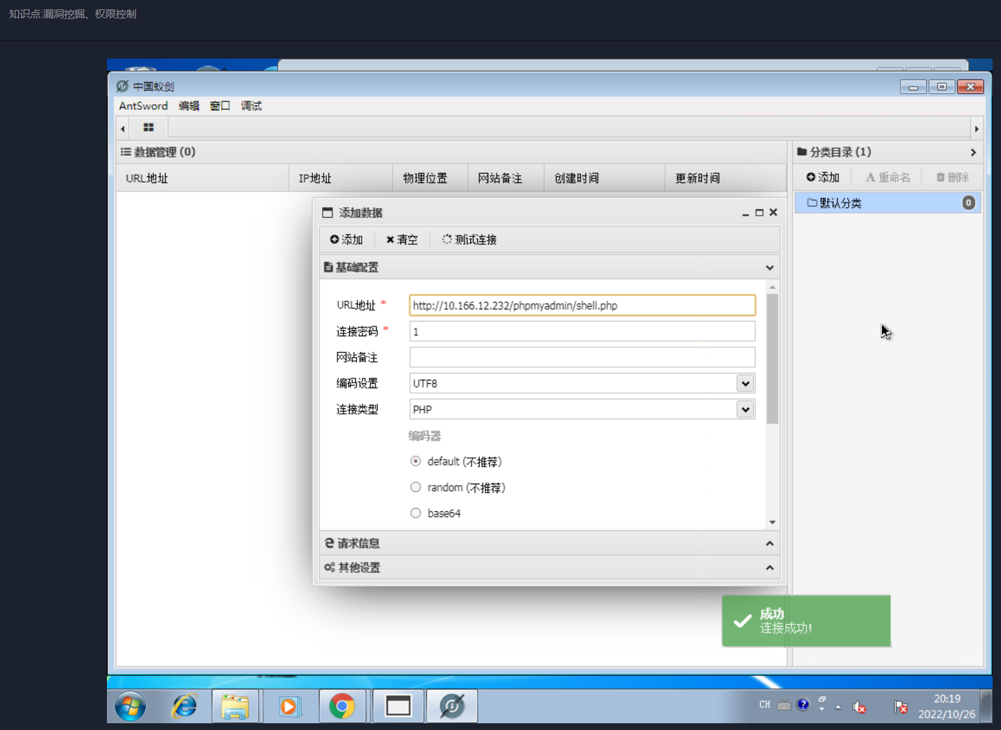 知识点:漏洞挖掘、权限控制
中国蚁剑
AntSword 编辑 窗口 调试
数据管理 (0)
分类目录 (1)
URL地址 IP地址 物理位置 网站备注 创建时间 更新时间
添加 重命名 删除
默认分类 0
添加数据
添加 清空 测试连接
基础配置
URL地址 * http://10.166.12.232/phpmyadmin/shell.php
连接密码 * 1
网站备注
编码设置 UTF8
连接类型 PHP
编码器
default (不推荐)
random (不推荐)
base64
请求信息
其他设置
成功
连接成功!
CH
20:19
2022/10/26